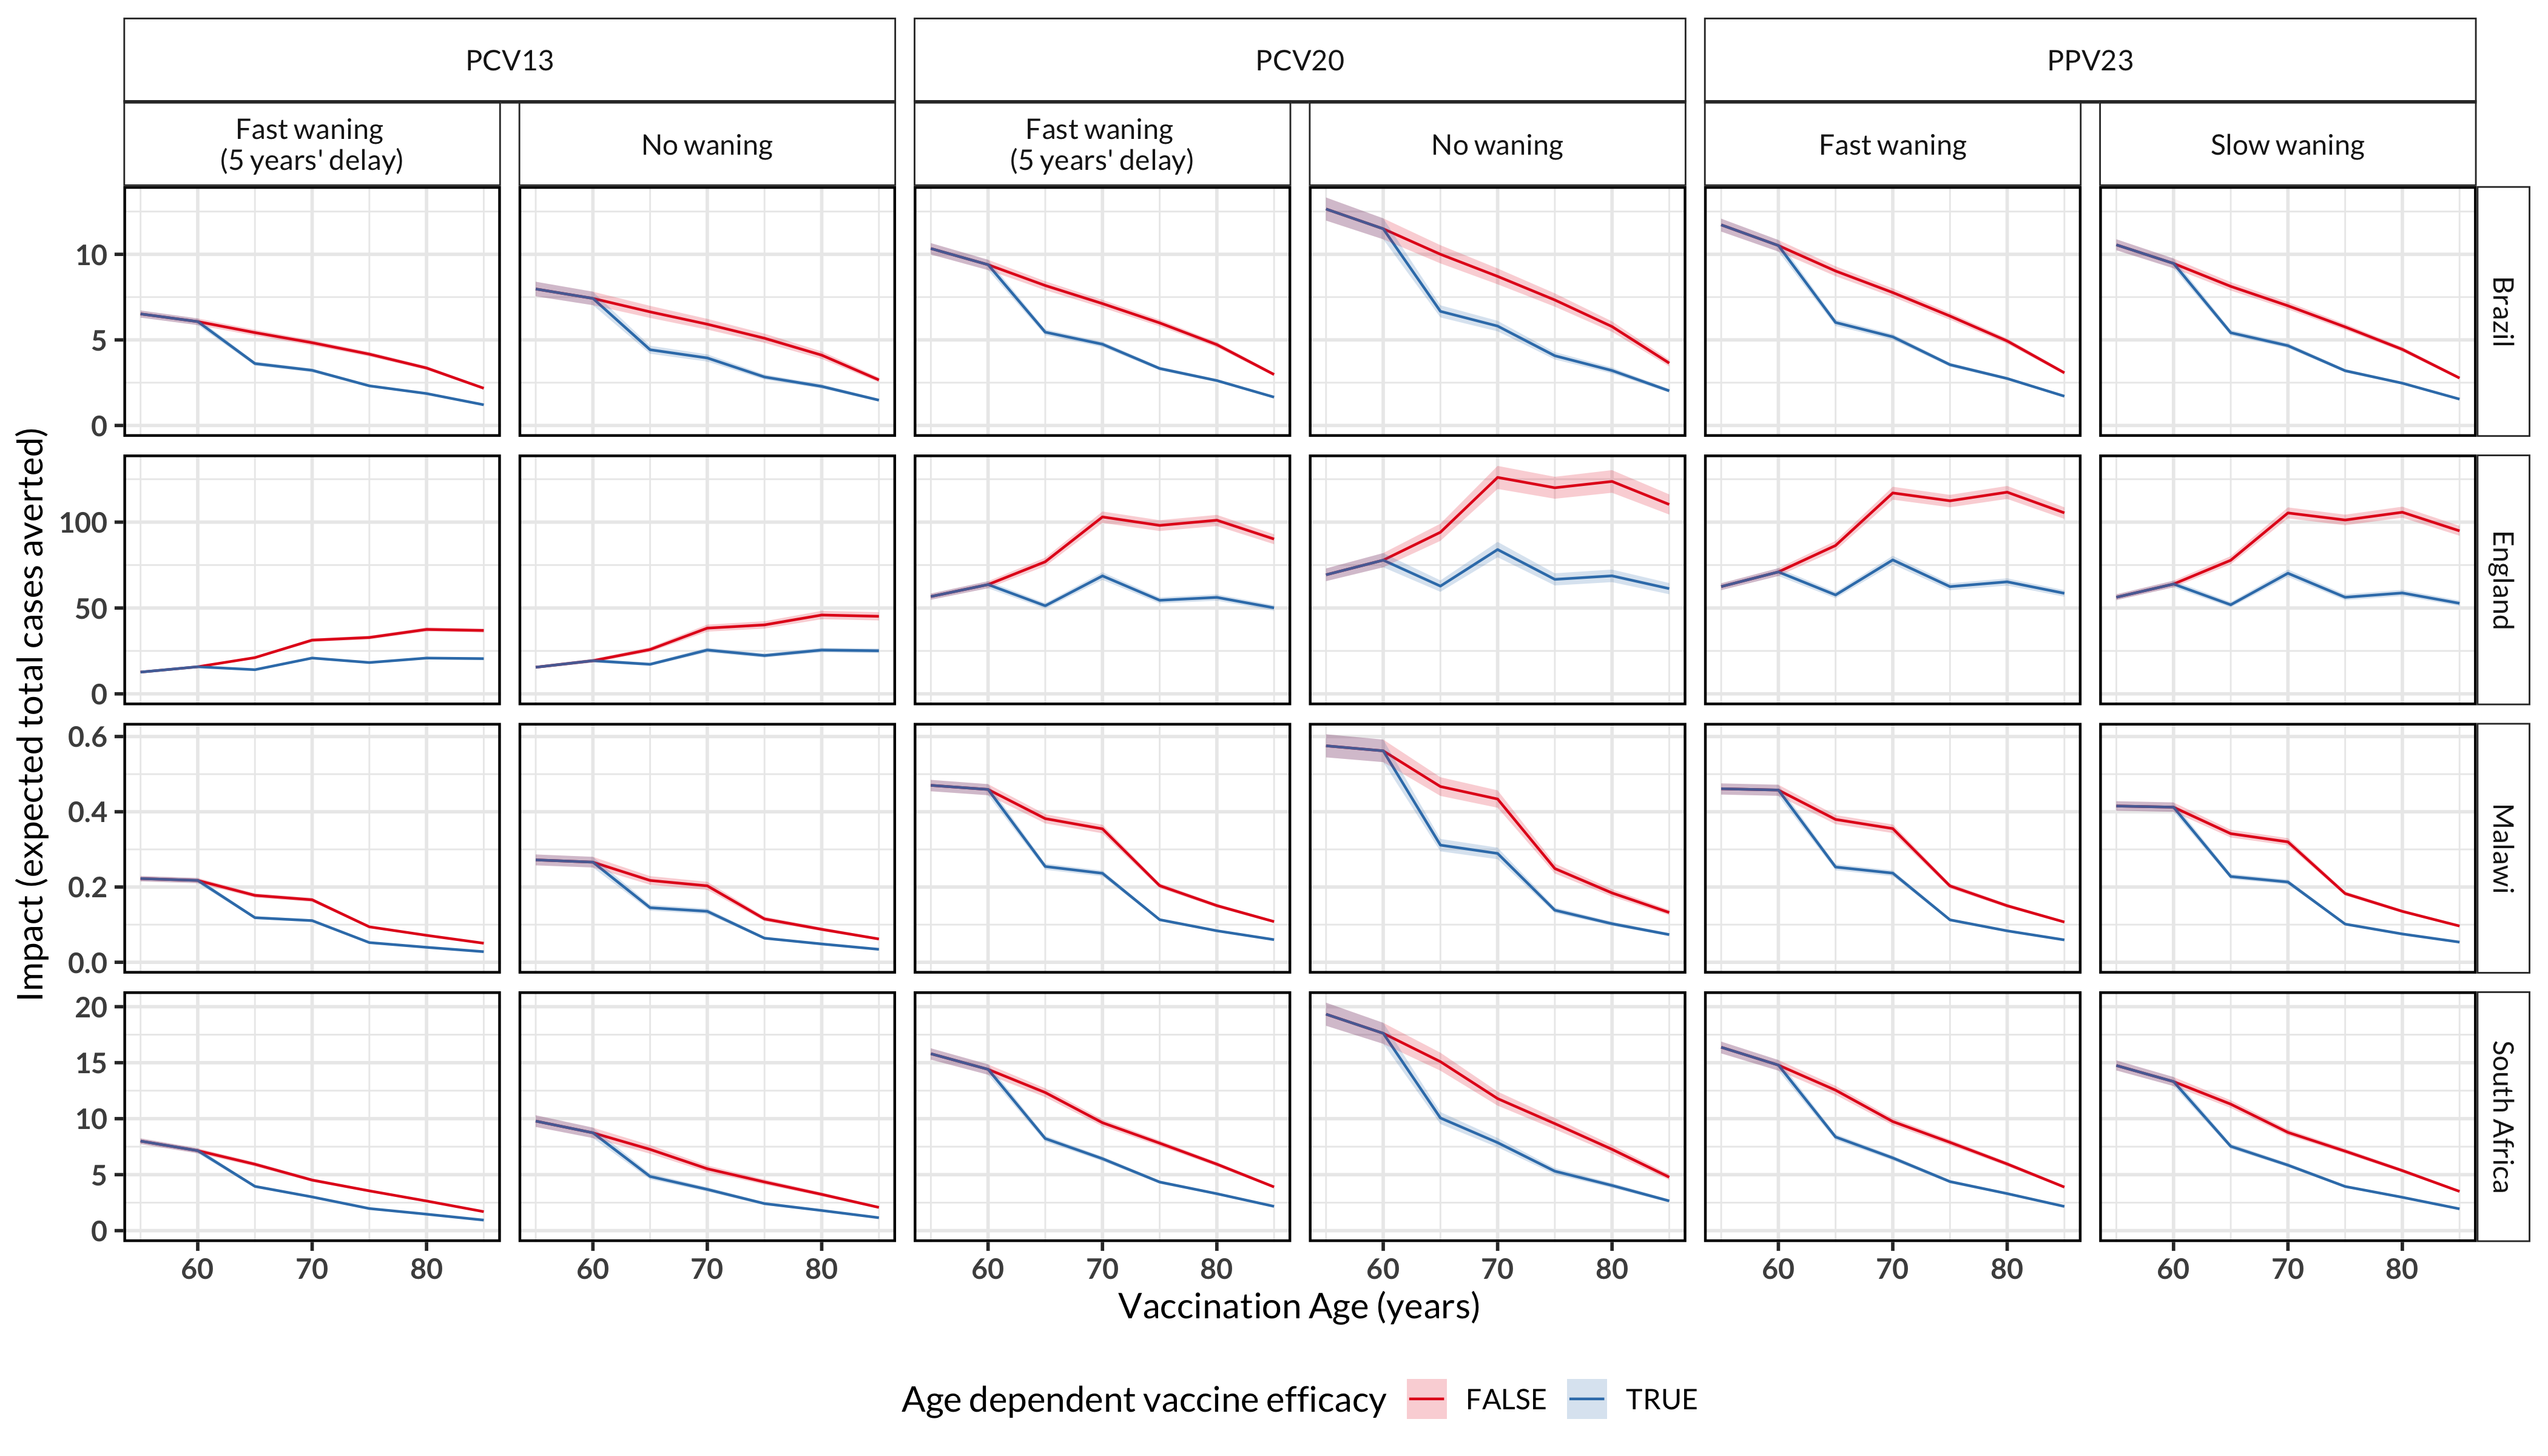 PCV13
PCV20
PPV23
Fast waning
(5 years' delay)
No waning
Fast waning
(5 years' delay)
No waning
Fast waning
Slow waning
10
5
0
Brazil
100
50
0
England
0.6
0.4
0.2
0.0
Malawi
20
15
10
5
0
South Africa
60 70 80
60 70 80
60 70 80
60 70 80
60 70 80
60 70 80
Impact (expected total cases averted)
Vaccination Age (years)
Age dependent vaccine efficacy FALSE TRUE